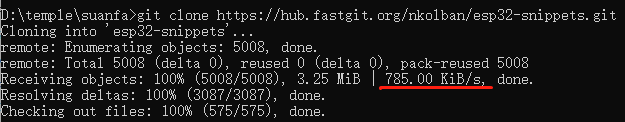 D:\temple\suanfa>git clone https://hub.fastgit.org/nkolban/esp32-snippets.git
Cloning into 'esp32-snippets'...
remote: Enumerating objects: 5008, done.
remote: Total 5008 (delta 0), reused 0 (delta 0), pack-reused 5008
Receiving objects: 100% (5008/5008), 3.25 MiB | 785.00 KiB/s, done.
Resolving deltas: 100% (3087/3087), done.
Checking out files: 100% (575/575), done.